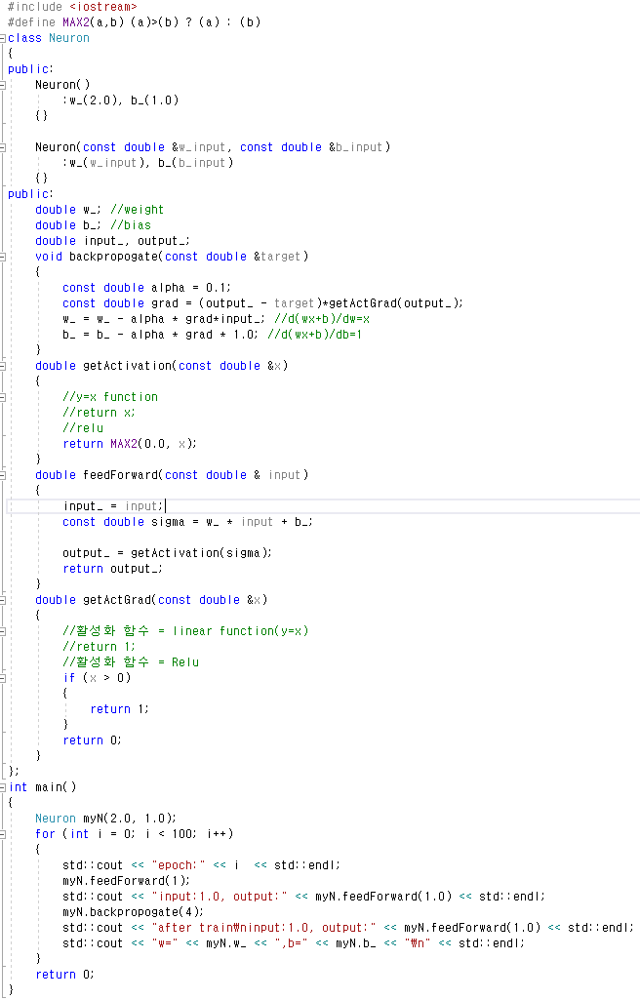 #include <iostream>
#define MAX2(a,b) (a)>(b) ? (a) : (b)
class Neuron
{
public:
    Neuron()
        :w_(2.0), b_(1.0)
    {}

    Neuron(const double &w_input, const double &b_input)
        :w_(w_input), b_(b_input)
    {}
public:
    double w_; //weight
    double b_; //bias
    double input_, output_;
    void backpropogate(const double &target)
    {
        const double alpha = 0.1;
        const double grad = (output_ - target)*getActGrad(output_);
        w_ = w_ - alpha * grad*input_; //d(wx+b)/dw=x
        b_ = b_ - alpha * grad * 1.0; //d(wx+b)/db=1
    }
    double getActivation(const double &x)
    {
        //y=x function
        //return x;
        //relu
        return MAX2(0.0, x);
    }
    double feedForward(const double & input)
    {
        input_ = input;
        const double sigma = w_ * input + b_;

        output_ = getActivation(sigma);
        return output_;
    }
    double getActGrad(const double &x)
    {
        //활성화 함수 = linear function(y=x)
        //return 1;
        //활성화 함수 = Relu
        if (x > 0)
        {
            return 1;
        }
        return 0;
    }
};
int main()
{
    Neuron myN(2.0, 1.0);
    for (int i = 0; i < 100; i++)
    {
        std::cout << "epoch:" << i  << std::endl;
        myN.feedForward(1);
        std::cout << "input:1.0, output:" << myN.feedForward(1.0) << std::endl;
        myN.backpropogate(4);
        std::cout << "after train₩ninput:1.0, output:" << myN.feedForward(1.0) << std::endl;
        std::cout << "w=" << myN.w_ << ",b=" << myN.b_ << "₩n" << std::endl;
    }
    return 0;
}